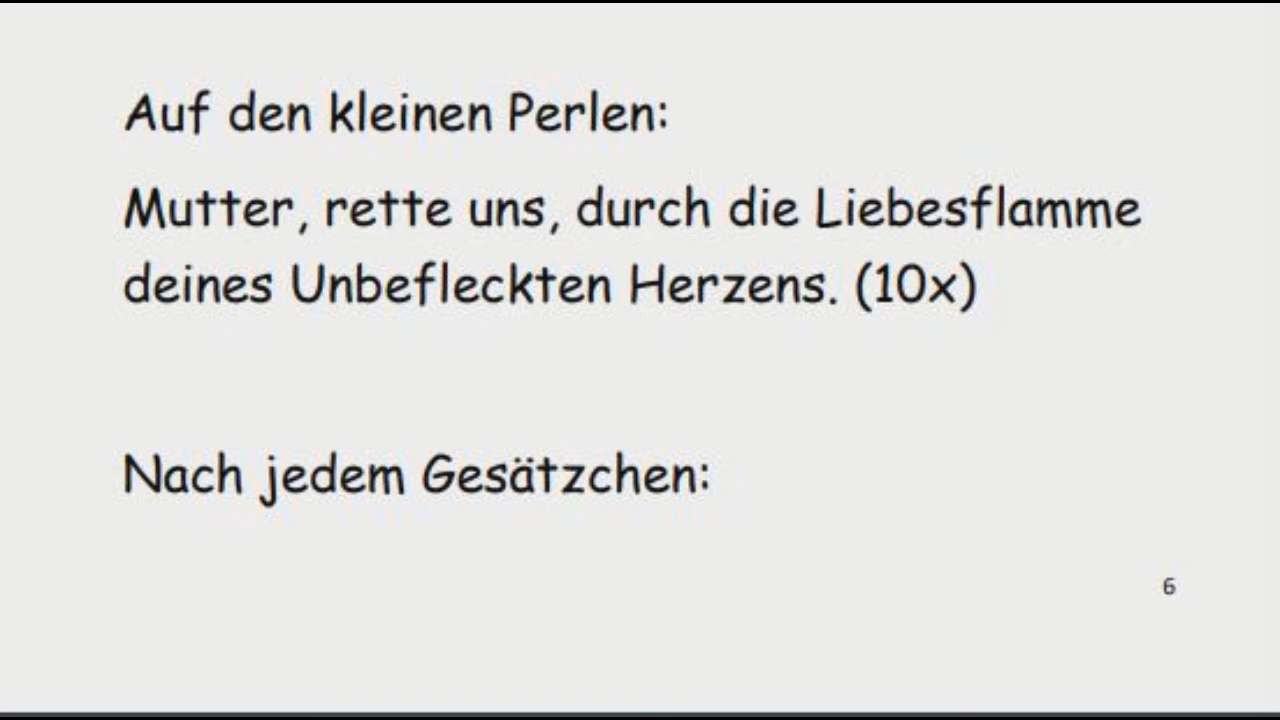 Auf den kleinen Perlen:
Mutter, rette uns, durch die Liebesflamme
deines Unbefleckten Herzens. (10x)
Nach jedem Gesätzchen:
6